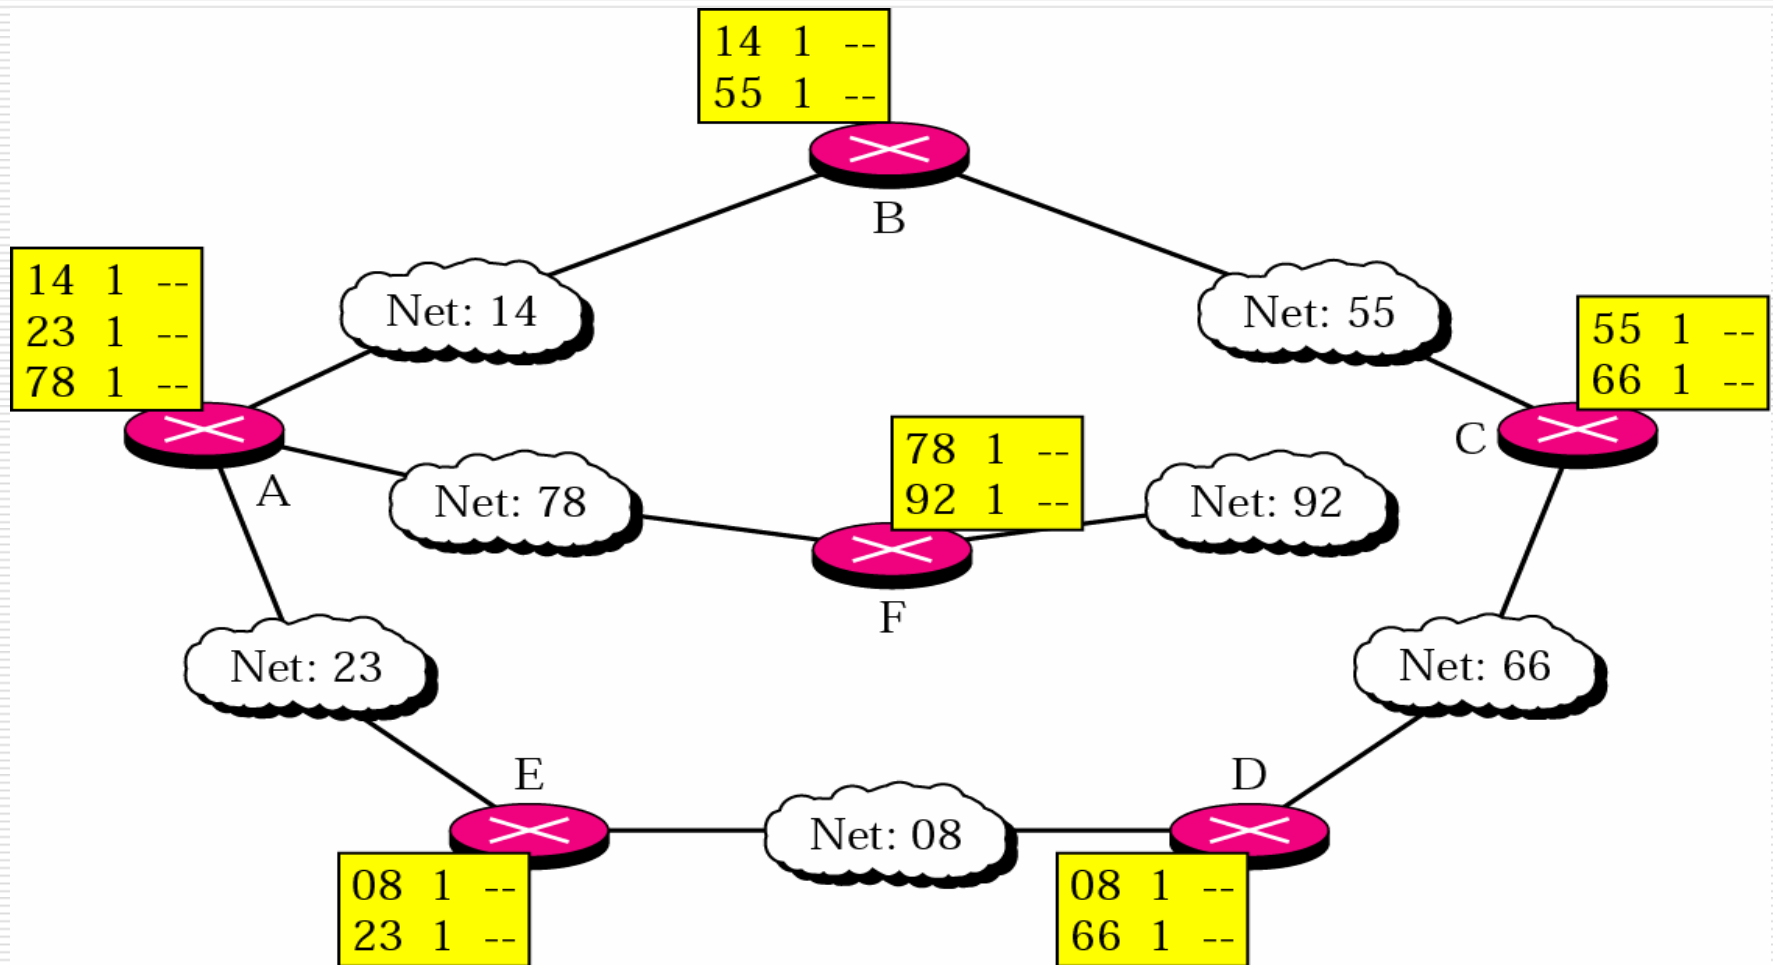 14 1 --
55 1 --
B
14 1 --
23 1 --
78 1 --
Net: 14
Net: 55
55 1 --
66 1 --
A
C
78 1 --
92 1 --
Net: 78
Net: 92
F
Net: 23
Net: 66
E
D
Net: 08
08 1 --
23 1 --
08 1 --
66 1 --